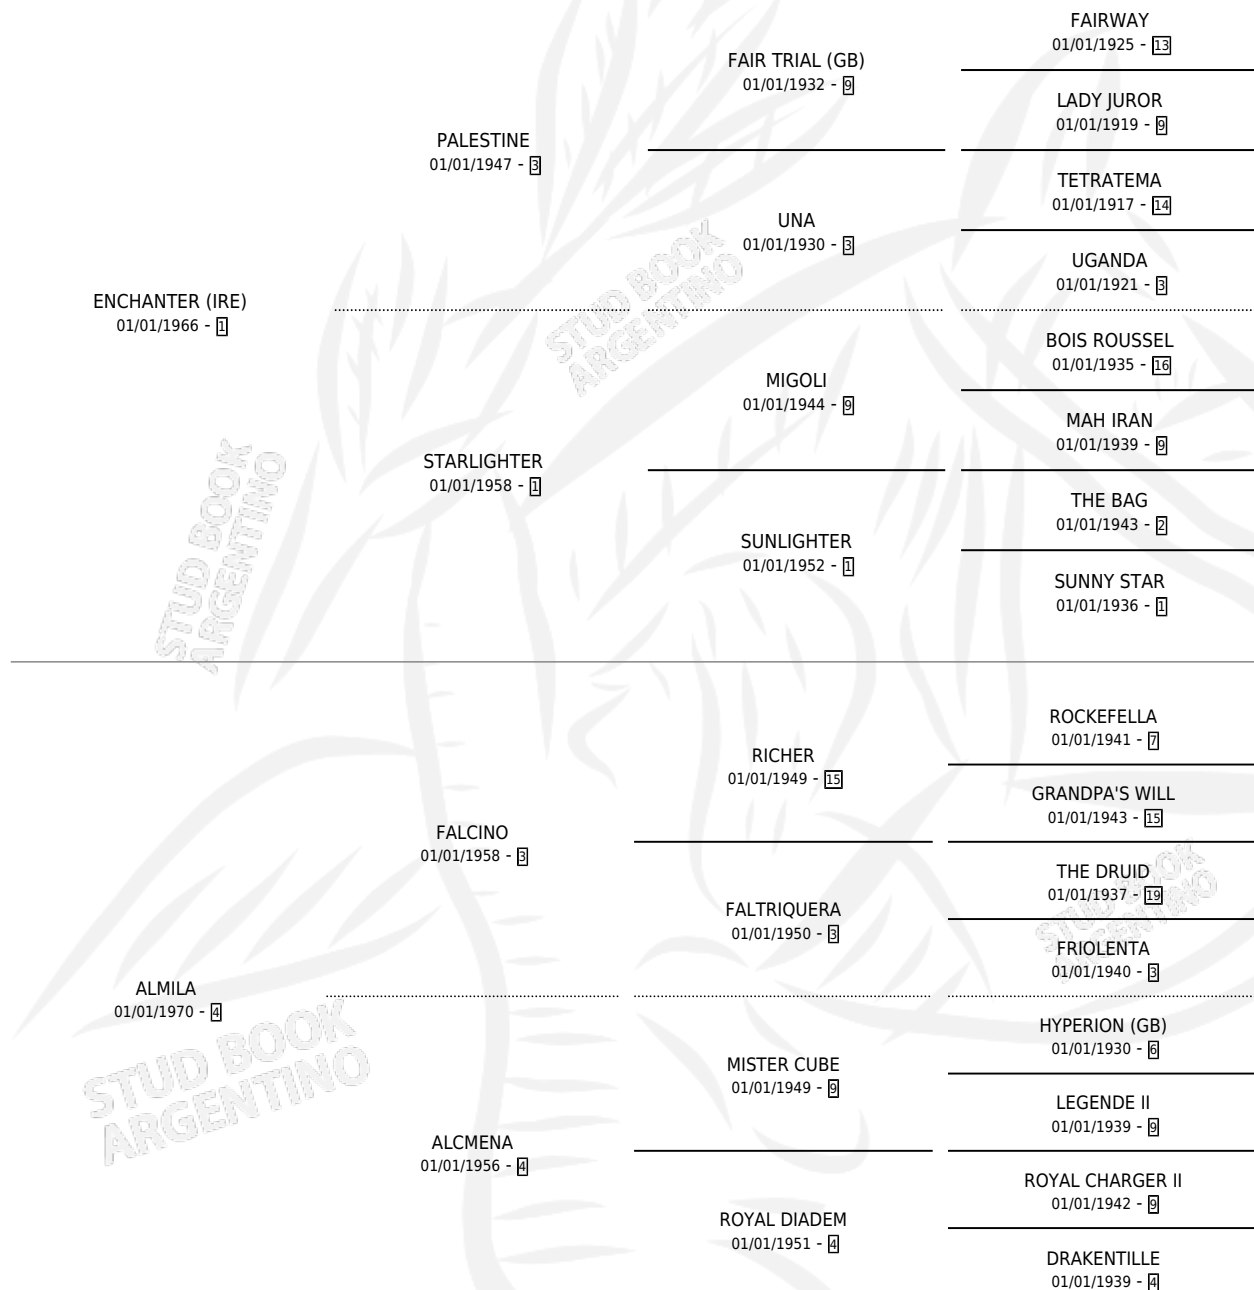 FAIRWAY
01/01/1925 - 13
FAIR TRIAL (GB)
01/01/1932 - 9
LADY JUROR
01/01/1919 - 9
PALESTINE
01/01/1947 - 3
TETRATEMA
01/01/1917 - 14
UNA
01/01/1930 - 3
UGANDA
01/01/1921 - 3
ENCHANTER (IRE)
01/01/1966 - 1
BOIS ROUSSEL
01/01/1935 - 16
MIGOLI
01/01/1944 - 9
MAH IRAN
01/01/1939 - 9
STARLIGHTER
01/01/1958 - 1
THE BAG
01/01/1943 - 2
SUNLIGHTER
01/01/1952 - 1
SUNNY STAR
01/01/1936 - 1
ROCKEFELLA
01/01/1941 - 7
RICHER
01/01/1949 - 15
GRANDPA'S WILL
01/01/1943 - 15
FALCINO
01/01/1958 - 3
THE DRUID
01/01/1937 - 19
FALTRIQUERA
01/01/1950 - 3
FRIOLENTA
01/01/1940 - 3
ALMILA
01/01/1970 - 4
HYPERION (GB)
01/01/1930 - 6
MISTER CUBE
01/01/1949 - 9
LEGENDE II
01/01/1939 - 9
ALCMENA
01/01/1956 - 4
ROYAL CHARGER II
01/01/1942 - 9
ROYAL DIADEM
01/01/1951 - 4
DRAKENTILLE
01/01/1939 - 4
STUD BOOK
ARGENTINO
STUD BOOK
ARGENTINO
STUD BOOK
ARGENTINO
STUD BOOK
ARGENTINO